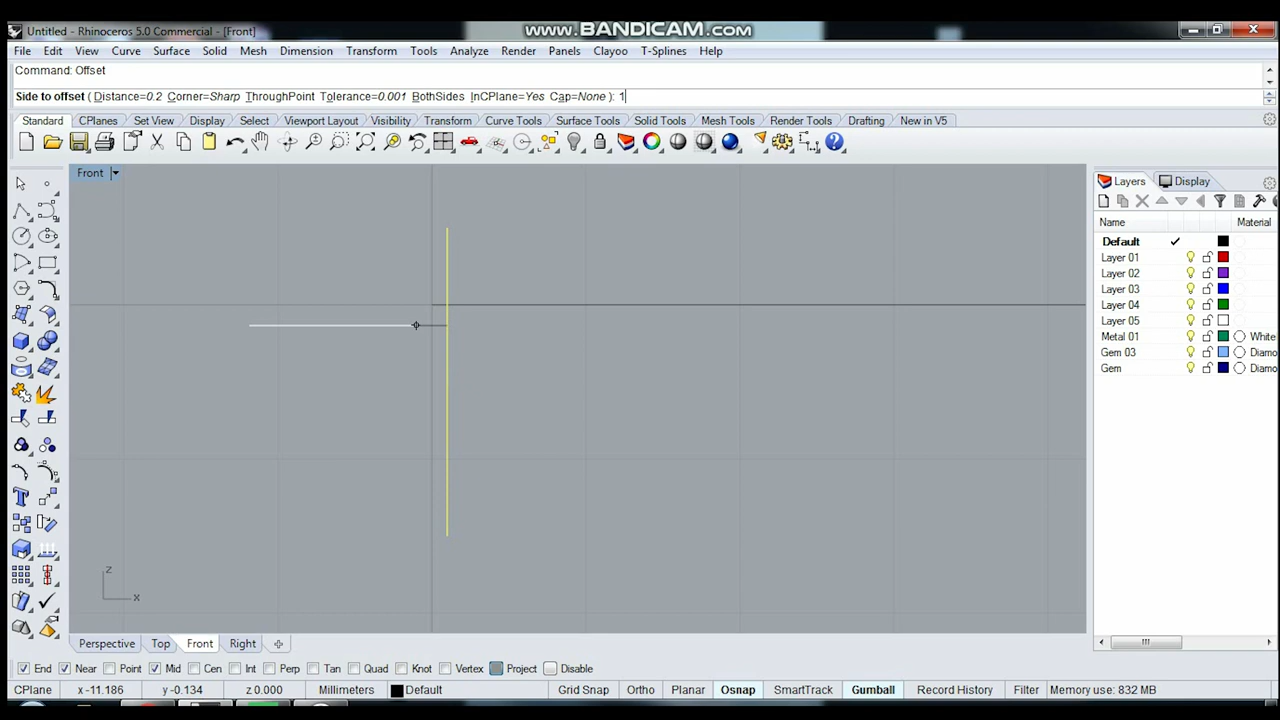 Untitled - Rhinoceros 5.0 Commercial - [Front]
www.BANDICAM.com
File Edit View Curve Surface Solid Mesh Dimension Transform Tools Analyze Render Panels Clayoo T-Splines Help
Command: Offset
Side to offset ( Distance=0.2 Corner=Sharp ThroughPoint Tolerance=0.001 BothSides InCPlane=Yes Cap=None ): 1
Standard CPlanes Set View Display Select Viewport Layout Visibility Transform Curve Tools Surface Tools Solid Tools Mesh Tools Render Tools Drafting New in V5
Front
Layers Display
Name Material
Default
Layer 01
Layer 02
Layer 03
Layer 04
Layer 05
Metal 01 White
Gem 03 Diamo
Gem Diamo
z
x
Perspective Top Front Right
End Near Point Mid Cen Int Perp Tan Quad Knot Vertex Project Disable
CPlane x -11.186 y -0.134 z 0.000 Millimeters Default Grid Snap Ortho Planar Osnap SmartTrack Gumball Record History Filter Memory use: 832 MB